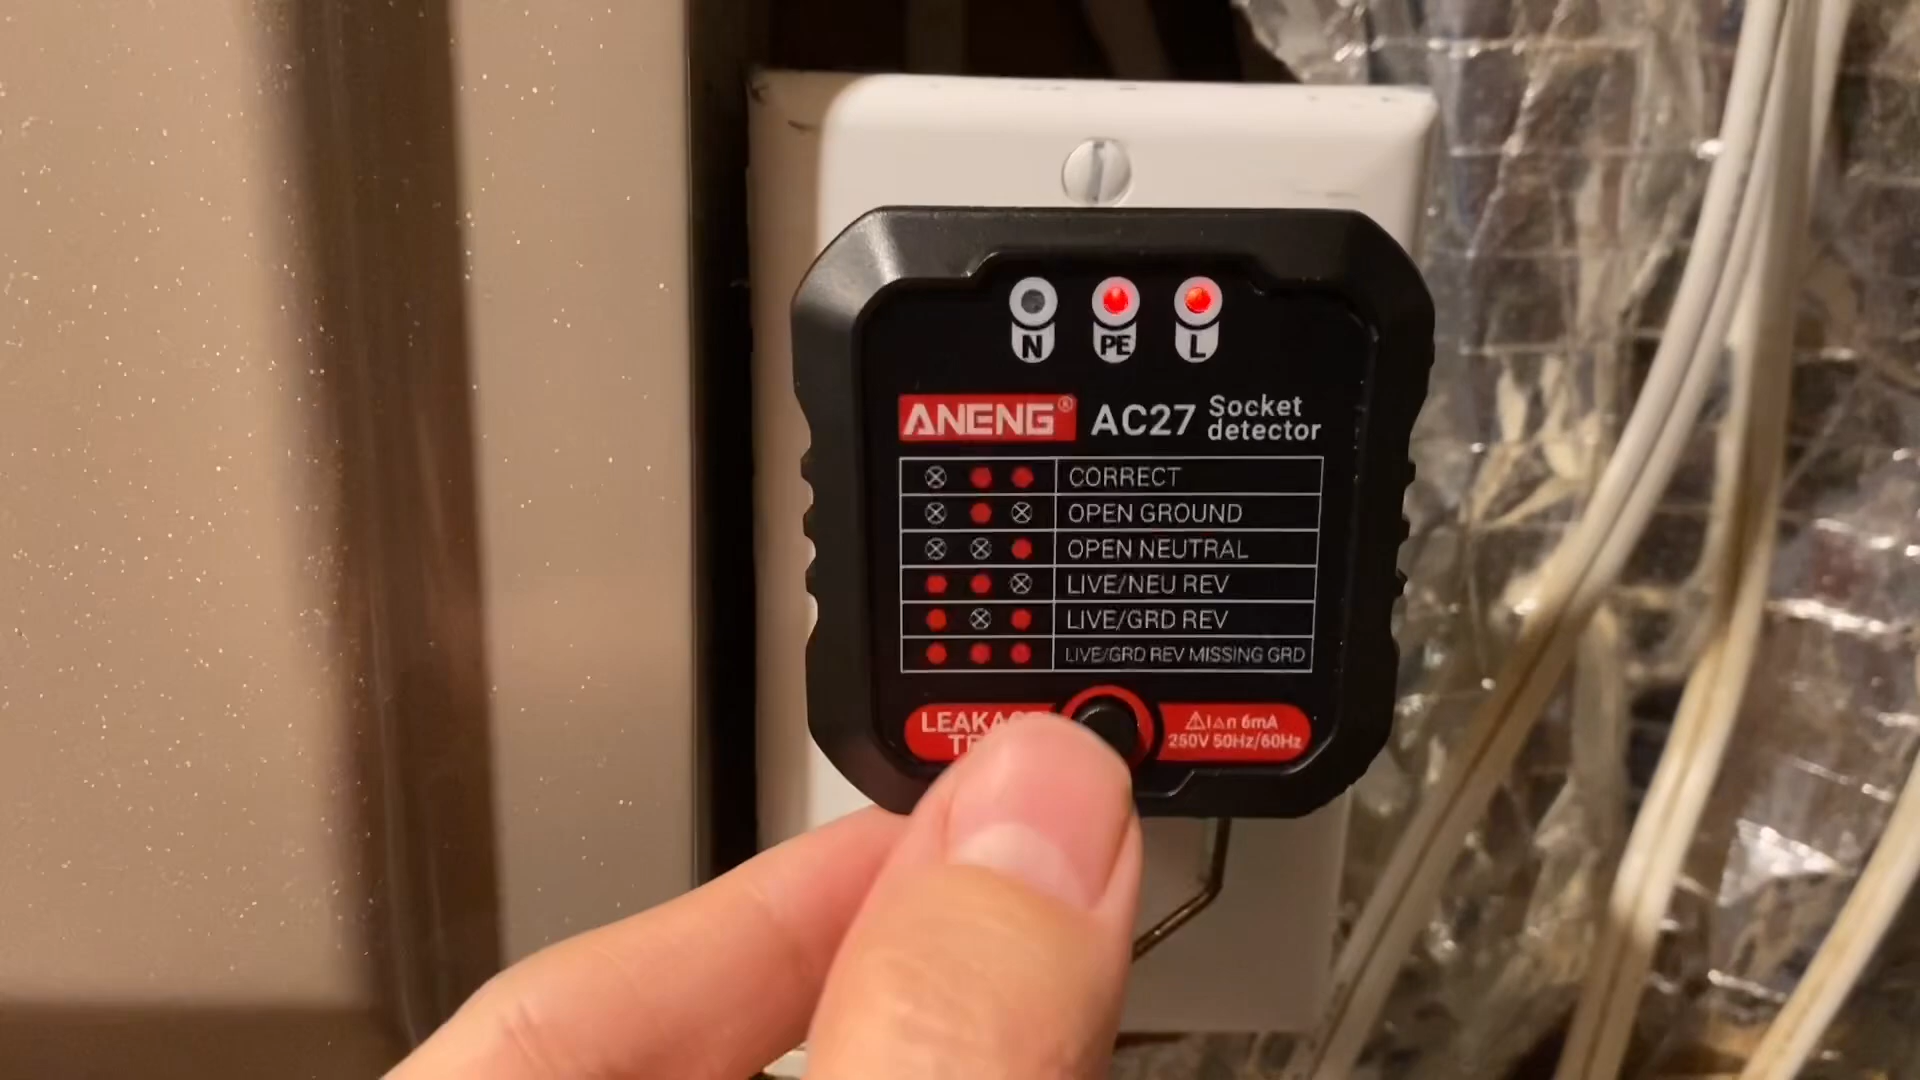 N PE L
ANENG® AC27 Socket detector
CORRECT
OPEN GROUND
OPEN NEUTRAL
LIVE/NEU REV
LIVE/GRD REV
LIVE/GRD REV MISSING GRD
⚠I△n 6mA
250V 50Hz/60Hz